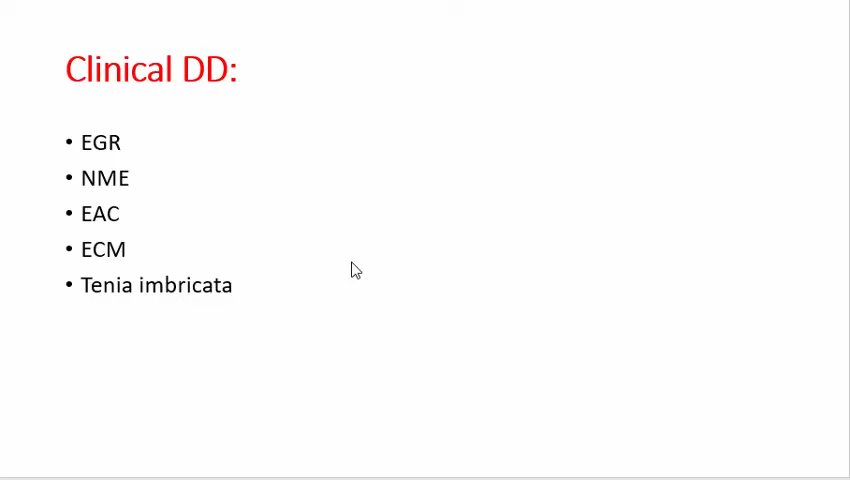 Clinical DD:
• EGR
• NME
• EAC
• ECM
• Tenia imbricata